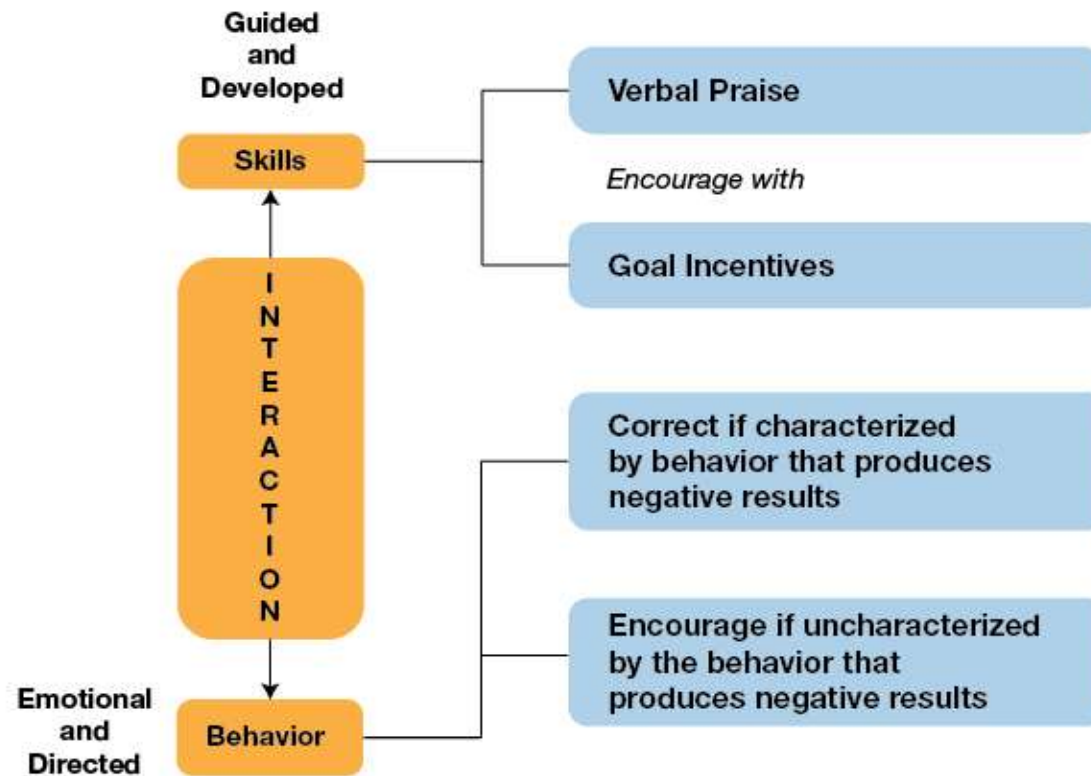 Guided
and
Developed
Skills
Verbal Praise
Encourage with
Goal Incentives
INTERACTION
Correct if characterized
by behavior that produces
negative results
Encourage if uncharacterized
by the behavior that
produces negative results
Emotional
and
Directed
Behavior